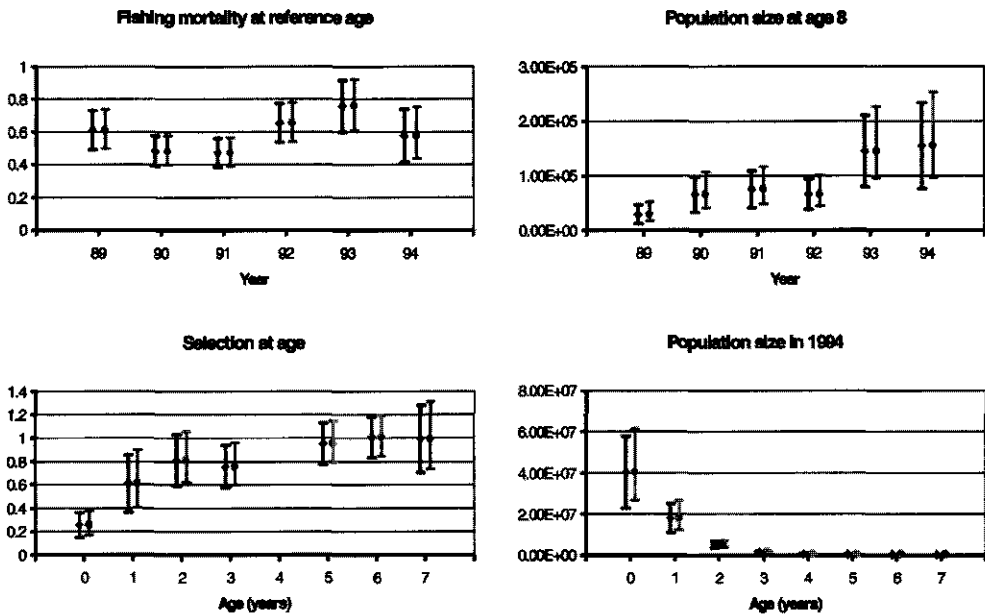 Fishing mortality at reference age
1
0.8
0.6
0.4
0.2
0
89 90 91 92 93 94
Year
Population size at age 8
3.00E+05
2.00E+05
1.00E+05
0.00E+00
89 90 91 92 93 94
Year
Selection at age
1.4
1.2
1
0.8
0.6
0.4
0.2
0
0 1 2 3 4 5 6 7
Age (years)
Population size in 1994
8.00E+07
6.00E+07
4.00E+07
2.00E+07
0.00E+00
0 1 2 3 4 5 6 7
Age (years)